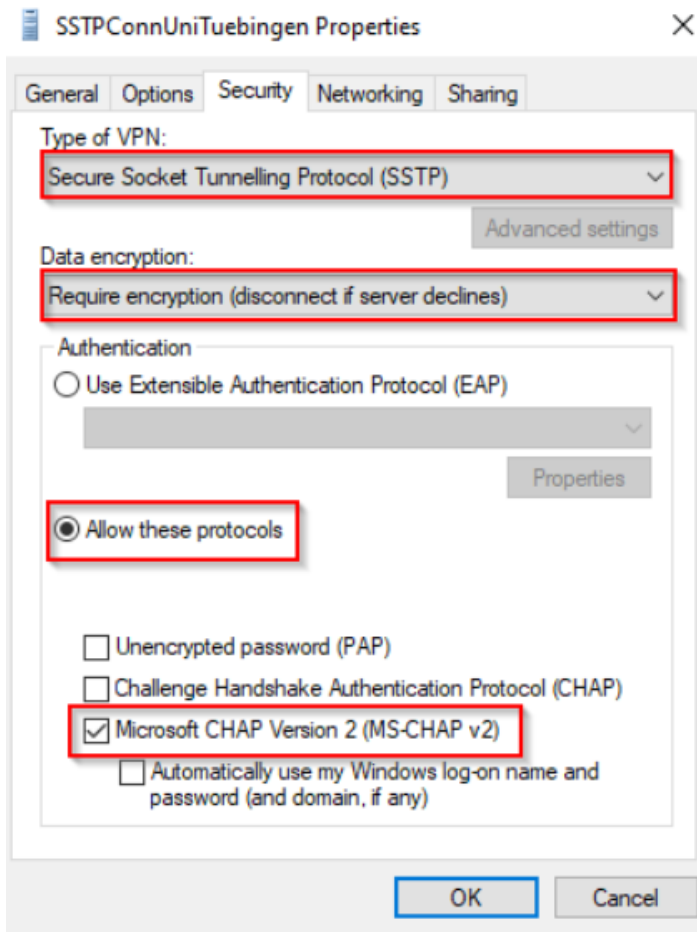 SSTPConnUniTuebingen Properties
General Options Security Networking Sharing
Type of VPN:
Secure Socket Tunnelling Protocol (SSTP)
Advanced settings
Data encryption:
Require encryption (disconnect if server declines)
Authentication
Use Extensible Authentication Protocol (EAP)
Properties
Allow these protocols
Unencrypted password (PAP)
Challenge Handshake Authentication Protocol (CHAP)
Microsoft CHAP Version 2 (MS-CHAP v2)
Automatically use my Windows log-on name and
password (and domain, if any)
OK Cancel